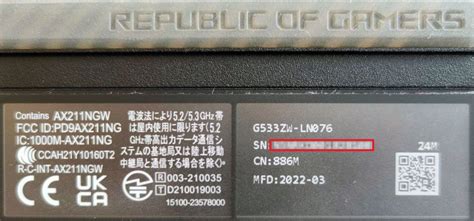 REPUBLIC OF GAMERS
Contains AX211NGW
FCC ID:PD9AX211NG
IC:1000M-AX211NG
CCAH21Y10160T2
R-C-INT-AX211NGW
UK
CA
CE
電波法により5.2/5.3GHz帯
は屋内使用に限ります(5.2G
Hz帯高出力データ通信シス
テムの基地局又は陸上移動
中継局と通信する場合を除く)
R 003-210035
T D210019003
15100-23578000
G533ZW-LN076
SN:
24M
CN:886M
MFD:2022-03